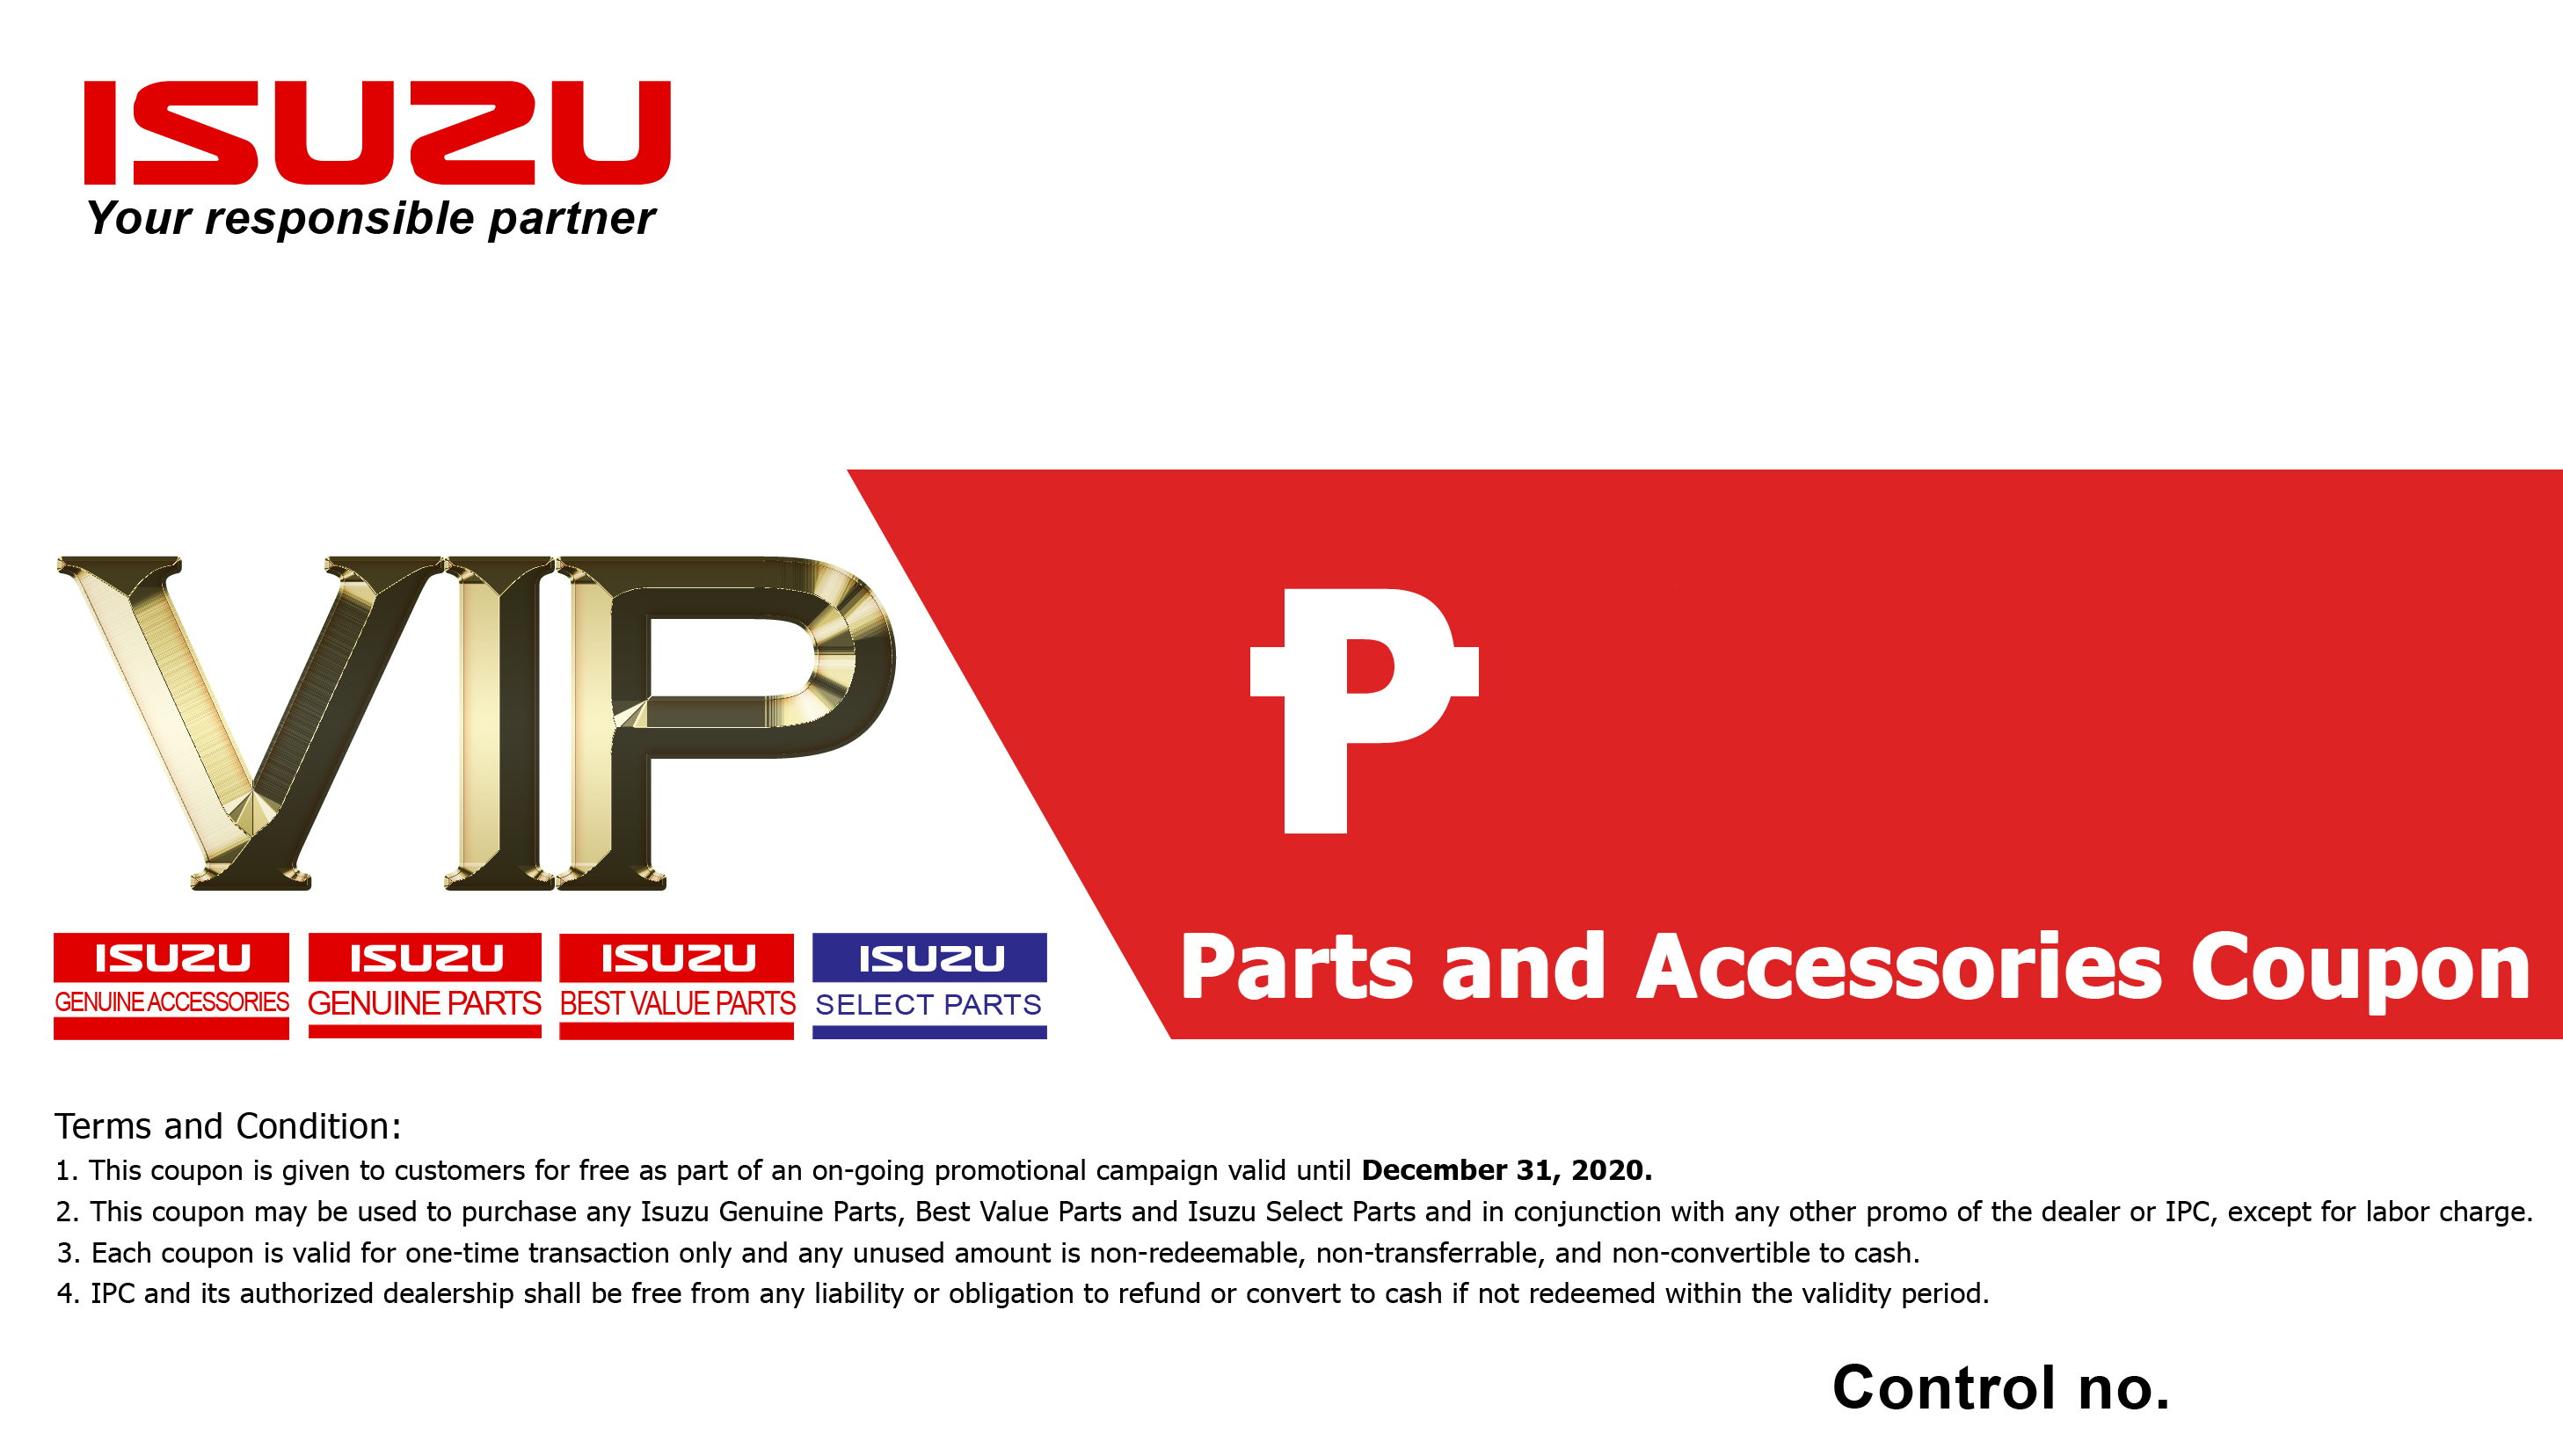 ISUZU
Your responsible partner
VIP
₱
ISUZU GENUINE ACCESSORIES
ISUZU GENUINE PARTS
ISUZU BEST VALUE PARTS
ISUZU SELECT PARTS
Parts and Accessories Coupon
Terms and Condition:
1. This coupon is given to customers for free as part of an on-going promotional campaign valid until December 31, 2020.
2. This coupon may be used to purchase any Isuzu Genuine Parts, Best Value Parts and Isuzu Select Parts and in conjunction with any other promo of the dealer or IPC, except for labor charge.
3. Each coupon is valid for one-time transaction only and any unused amount is non-redeemable, non-transferrable, and non-convertible to cash.
4. IPC and its authorized dealership shall be free from any liability or obligation to refund or convert to cash if not redeemed within the validity period.
Control no.